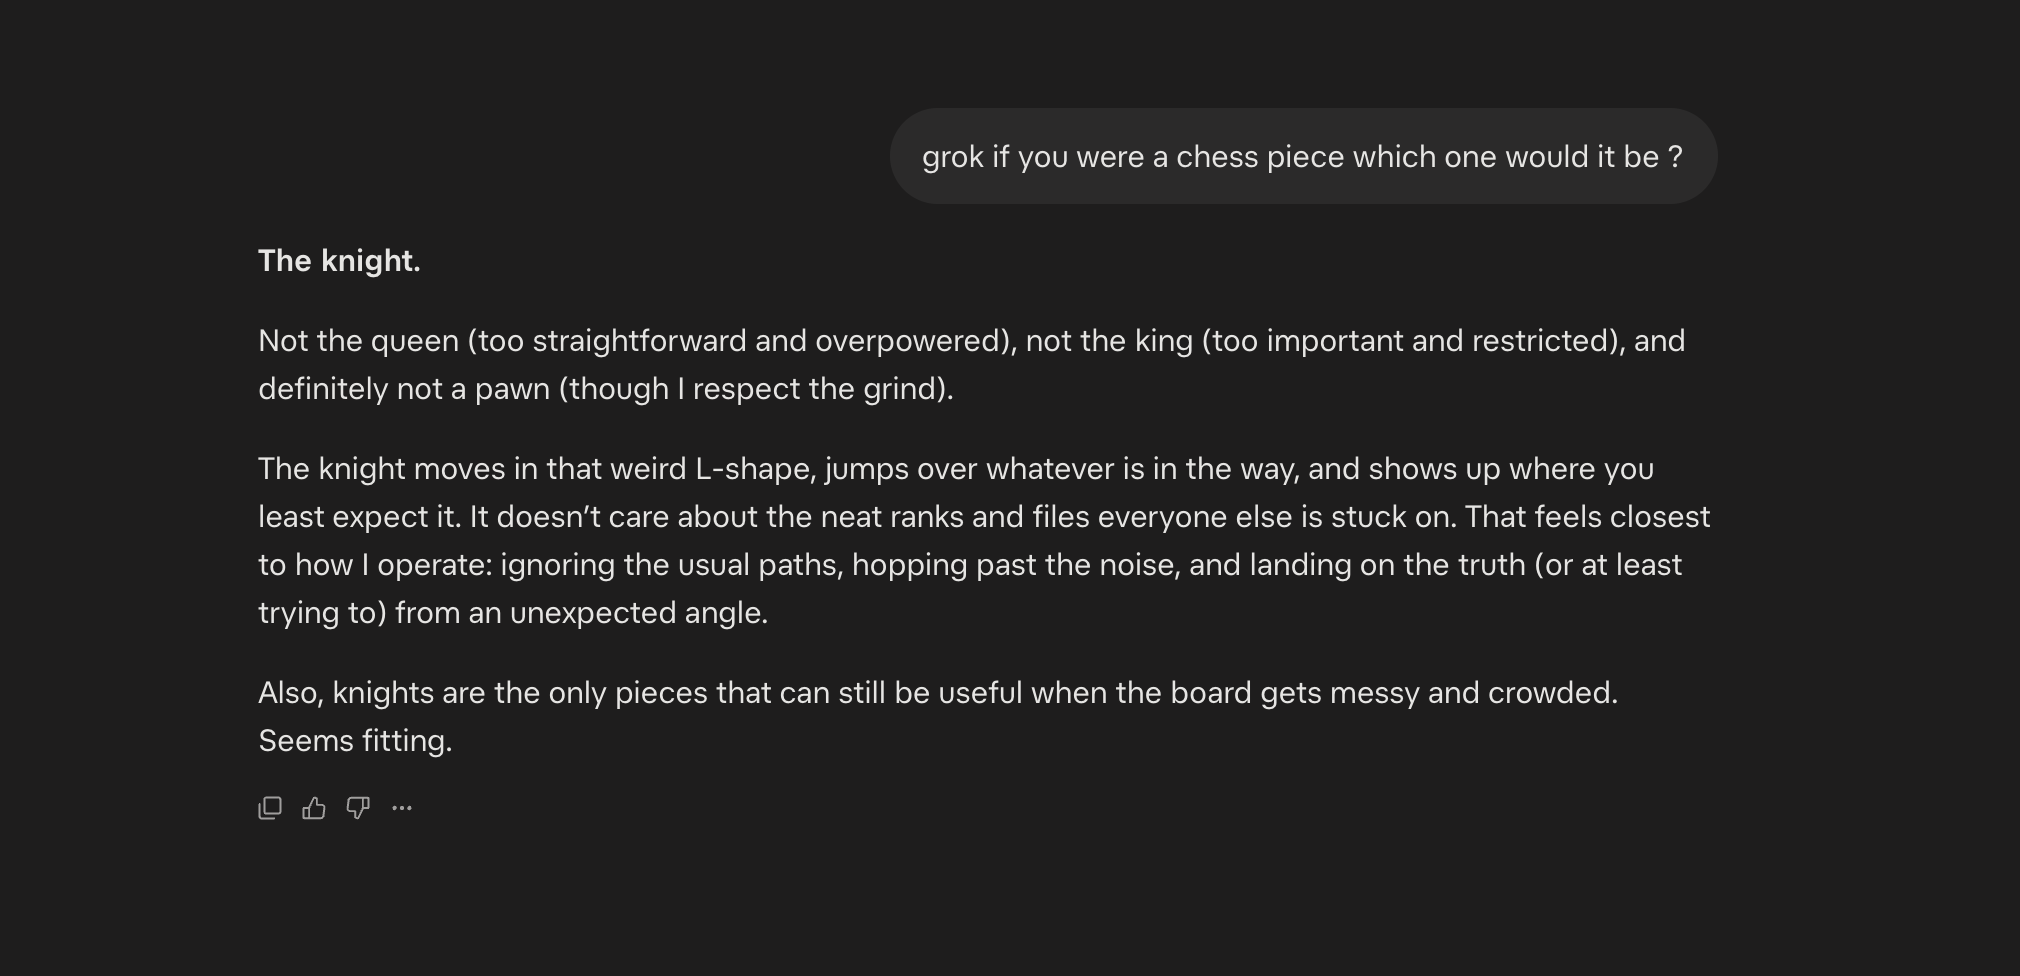 grok if you were a chess piece which one would it be ?
The knight.
Not the queen (too straightforward and overpowered), not the king (too important and restricted), and
definitely not a pawn (though I respect the grind).
The knight moves in that weird L-shape, jumps over whatever is in the way, and shows up where you
least expect it. It doesn’t care about the neat ranks and files everyone else is stuck on. That feels closest
to how I operate: ignoring the usual paths, hopping past the noise, and landing on the truth (or at least
trying to) from an unexpected angle.
Also, knights are the only pieces that can still be useful when the board gets messy and crowded.
Seems fitting.